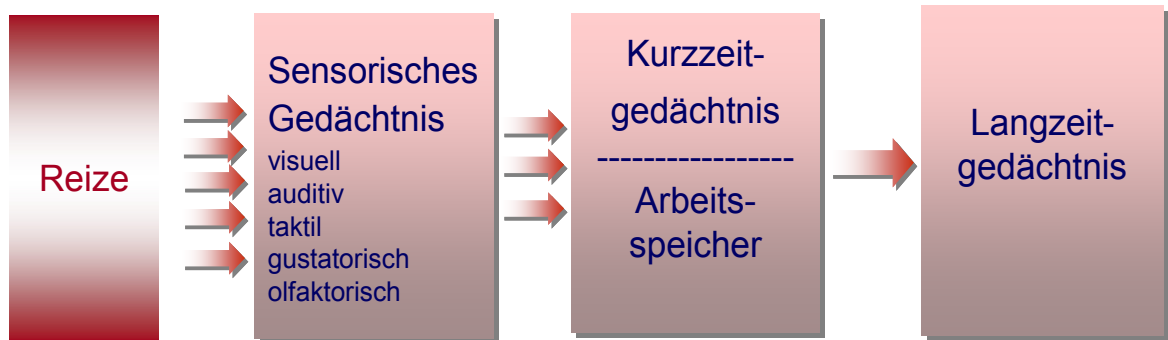 Reize
Sensorisches
Gedächtnis
visuell
auditiv
taktil
gustatorisch
olfaktorisch
Kurzzeit-
gedächtnis
-----------------
Arbeits-
speicher
Langzeit-
gedächtnis